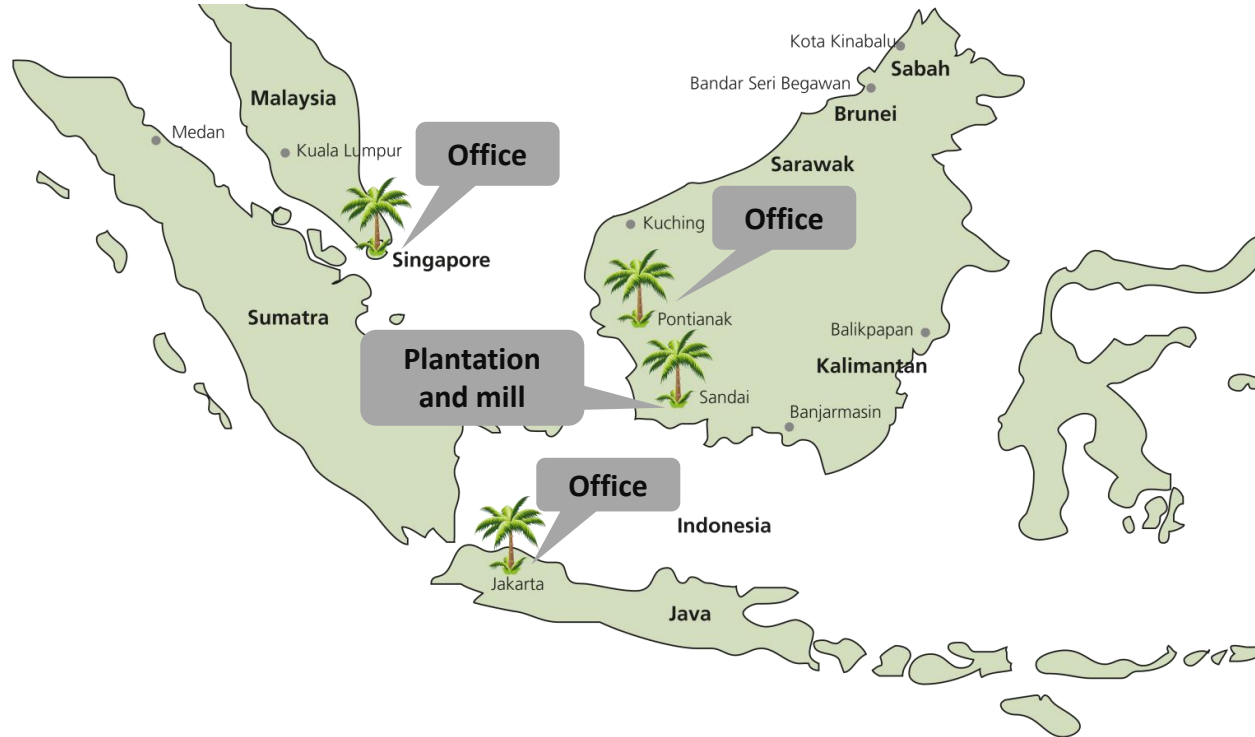 Kota Kinabalu
Sabah
Bandar Seri Begawan
Brunei
Malaysia
Medan
Kuala Lumpur
Office
Sarawak
Kuching
Office
Singapore
Sumatra
Pontianak
Balikpapan
Plantation
and mill
Kalimantan
Sandai
Banjarmasin
Office
Indonesia
Jakarta
Java